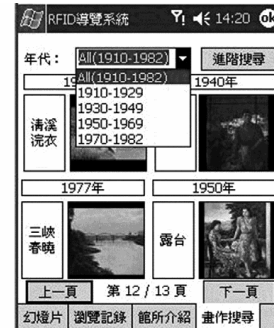 RFID導覽系統 14:20 ok
年代： All(1910-1982) 進階搜尋
All(1910-1982)
1910-1929
1930-1949
1950-1969
1970-1982
1940年
清溪
浣衣
1977年 1950年
三峽
春曉
露台
上一頁 第 12 / 13 頁 下一頁
幻燈片 瀏覽記錄 館所介紹 畫作搜尋